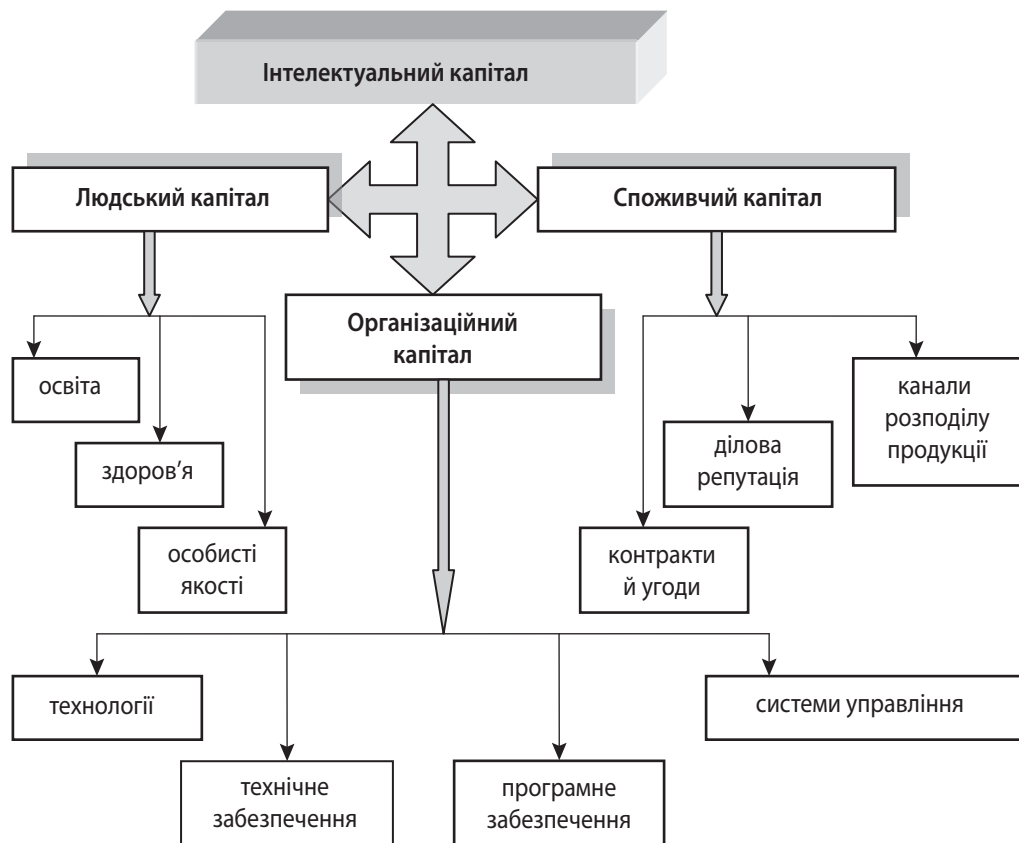 Інтелектуальний капітал
Людський капітал
Споживчий капітал
Організаційний
капітал
освіта
здоров’я
особисті
якості
канали
розподілу
продукції
ділова
репутація
контракти
й угоди
технології
технічне
забезпечення
програмне
забезпечення
системи управління